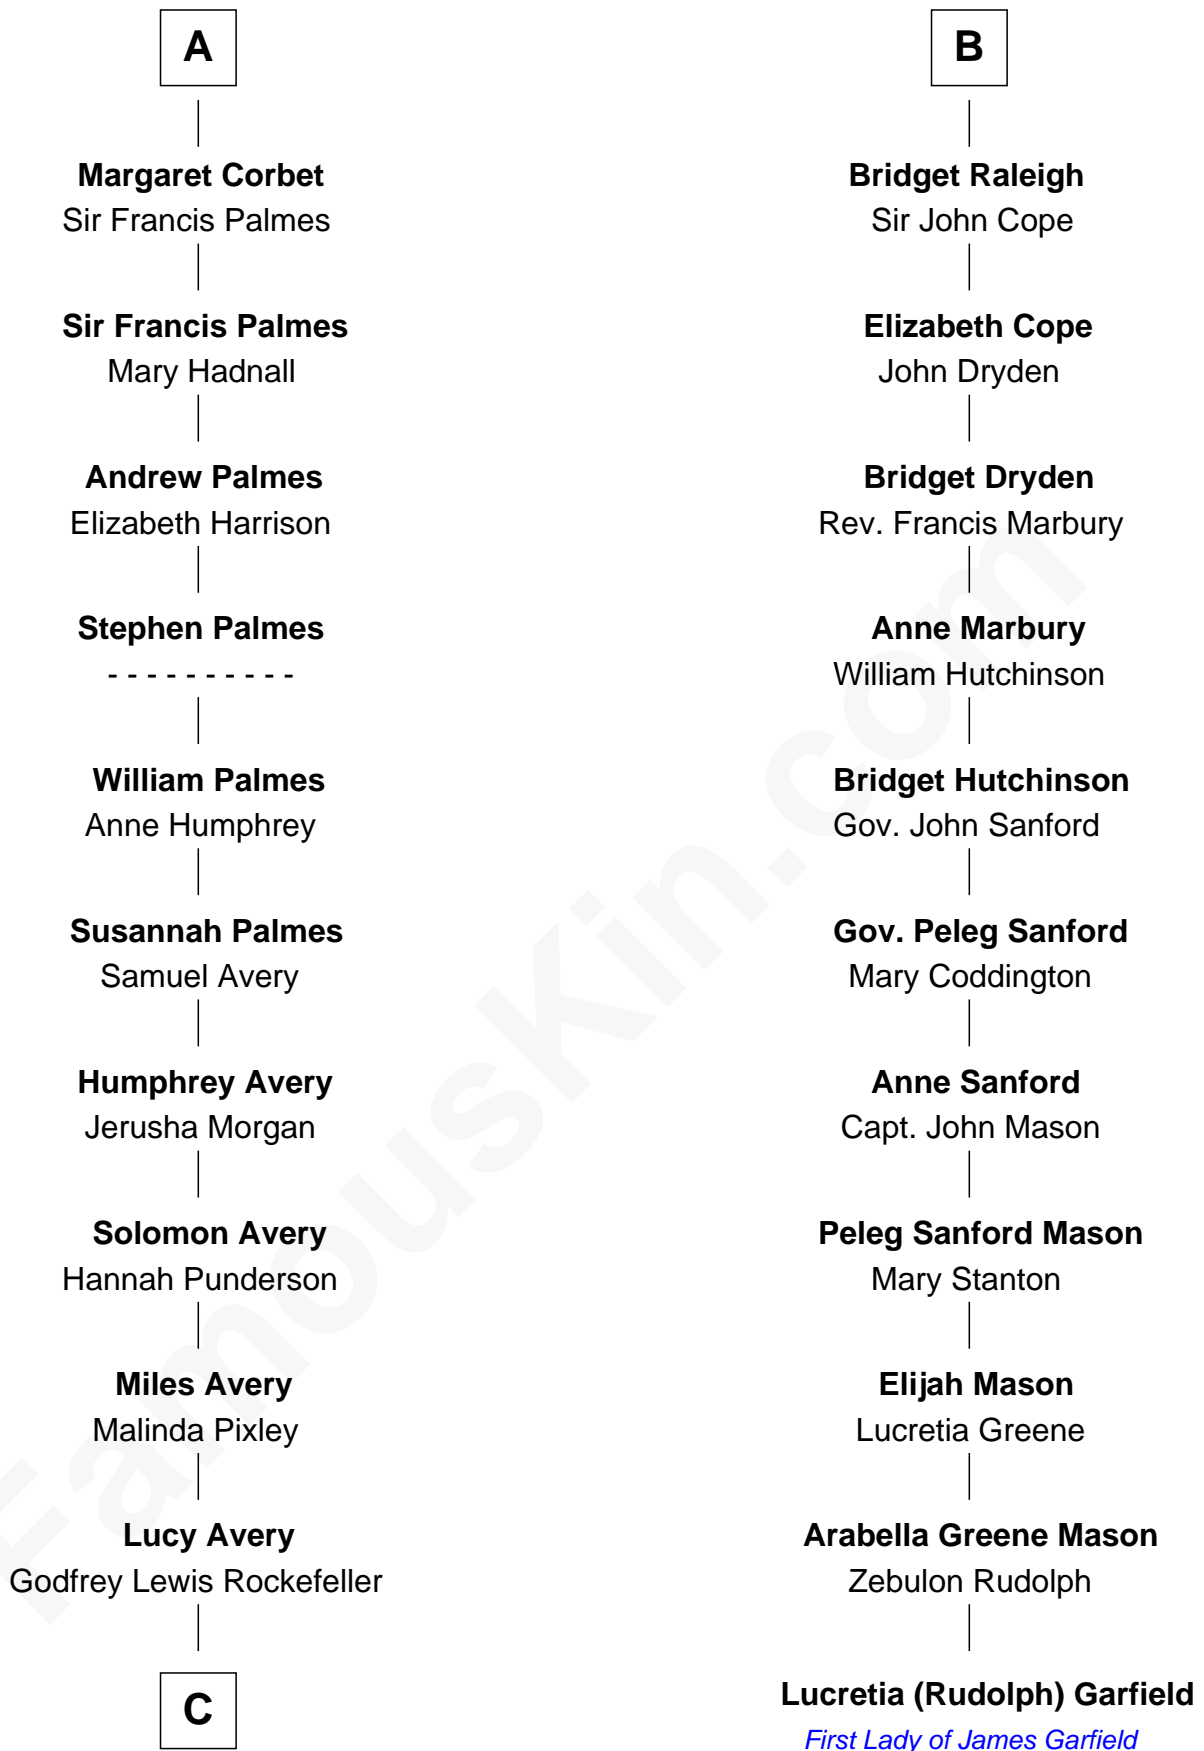 A
Margaret Corbet
Sir Francis Palmes
Sir Francis Palmes
Mary Hadnall
Andrew Palmes
Elizabeth Harrison
Stephen Palmes
- - - - - - - - - -
William Palmes
Anne Humphrey
Susannah Palmes
Samuel Avery
Humphrey Avery
Jerusha Morgan
Solomon Avery
Hannah Punderson
Miles Avery
Malinda Pixley
Lucy Avery
Godfrey Lewis Rockefeller
C
B
Bridget Raleigh
Sir John Cope
Elizabeth Cope
John Dryden
Bridget Dryden
Rev. Francis Marbury
Anne Marbury
William Hutchinson
Bridget Hutchinson
Gov. John Sanford
Gov. Peleg Sanford
Mary Coddington
Anne Sanford
Capt. John Mason
Peleg Sanford Mason
Mary Stanton
Elijah Mason
Lucretia Greene
Arabella Greene Mason
Zebulon Rudolph
Lucretia (Rudolph) Garfield
First Lady of James Garfield
FamousKin.com